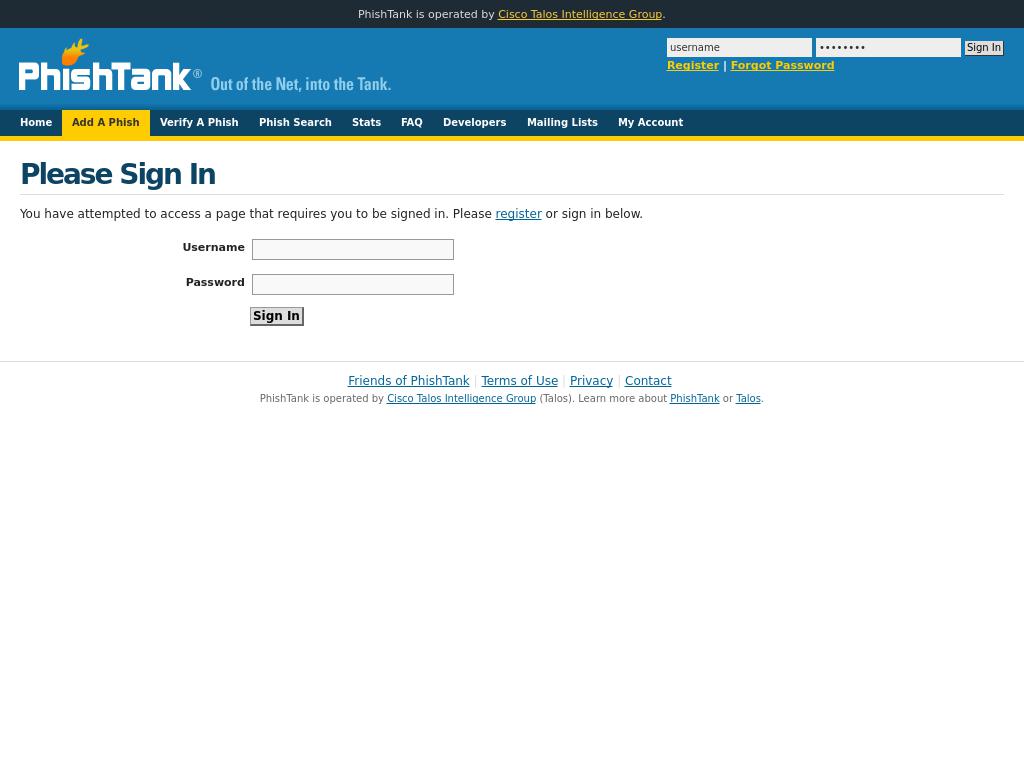 PhishTank is operated by Cisco Talos Intelligence Group.
username •••••••• Sign In
Register | Forgot Password
PhishTank® Out of the Net, into the Tank.
Home Add A Phish Verify A Phish Phish Search Stats FAQ Developers Mailing Lists My Account
Please Sign In
You have attempted to access a page that requires you to be signed in. Please register or sign in below.
Username
Password
Sign In
Friends of PhishTank | Terms of Use | Privacy | Contact
PhishTank is operated by Cisco Talos Intelligence Group (Talos). Learn more about PhishTank or Talos.